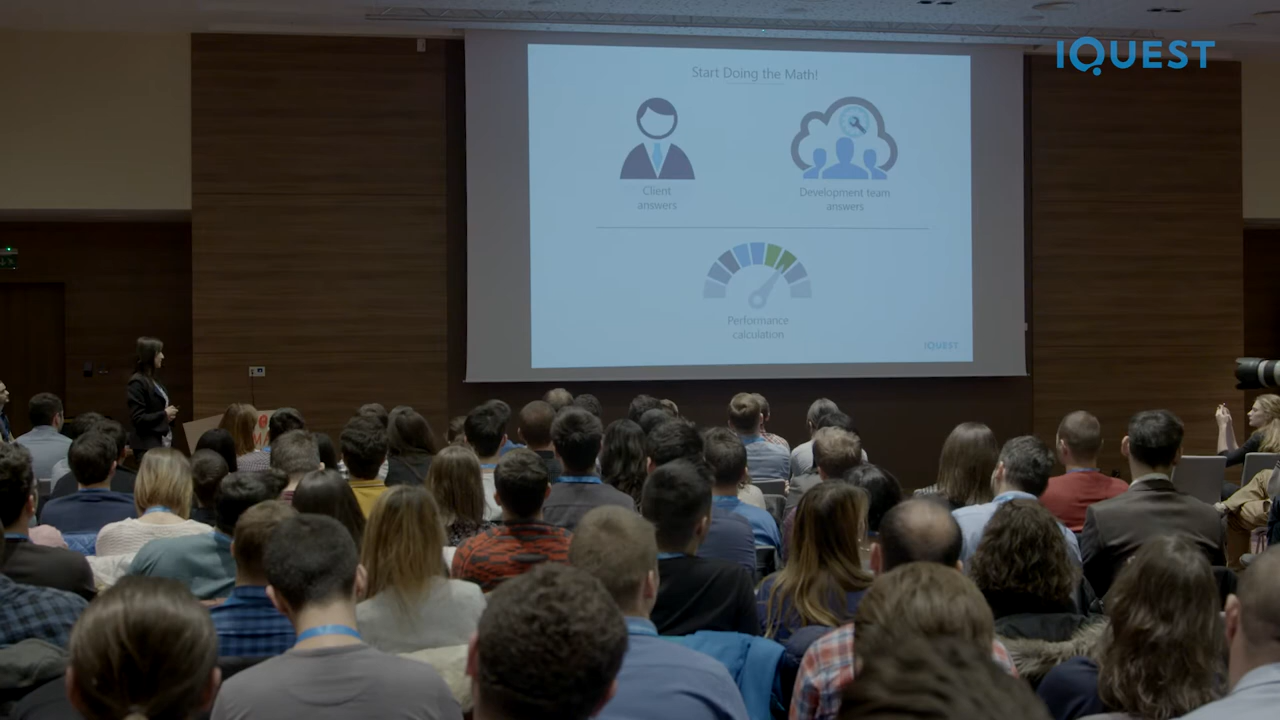 IQUEST
Start Doing the Math!
Client
answers
Development team
answers
Performance
calculation
IQUEST